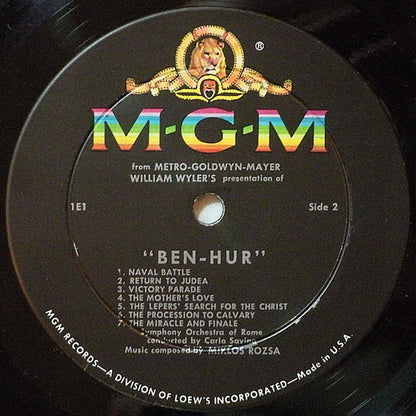 ®
M-G-M
from METRO-GOLDWYN-MAYER
WILLIAM WYLER'S presentation of
1E1
Side 2
"BEN-HUR"
1. NAVAL BATTLE
2. RETURN TO JUDEA
3. VICTORY PARADE
4. THE MOTHER'S LOVE
5. THE LEPERS' SEARCH FOR THE CHRIST
6. THE PROCESSION TO CALVARY
7. THE MIRACLE AND FINALE
Symphony Orchestra of Rome
conducted by Carlo Savina
Music composed by MIKLOS ROZSA
MGM RECORDS—A DIVISION OF LOEW'S INCORPORATED—MADE IN U.S.A.